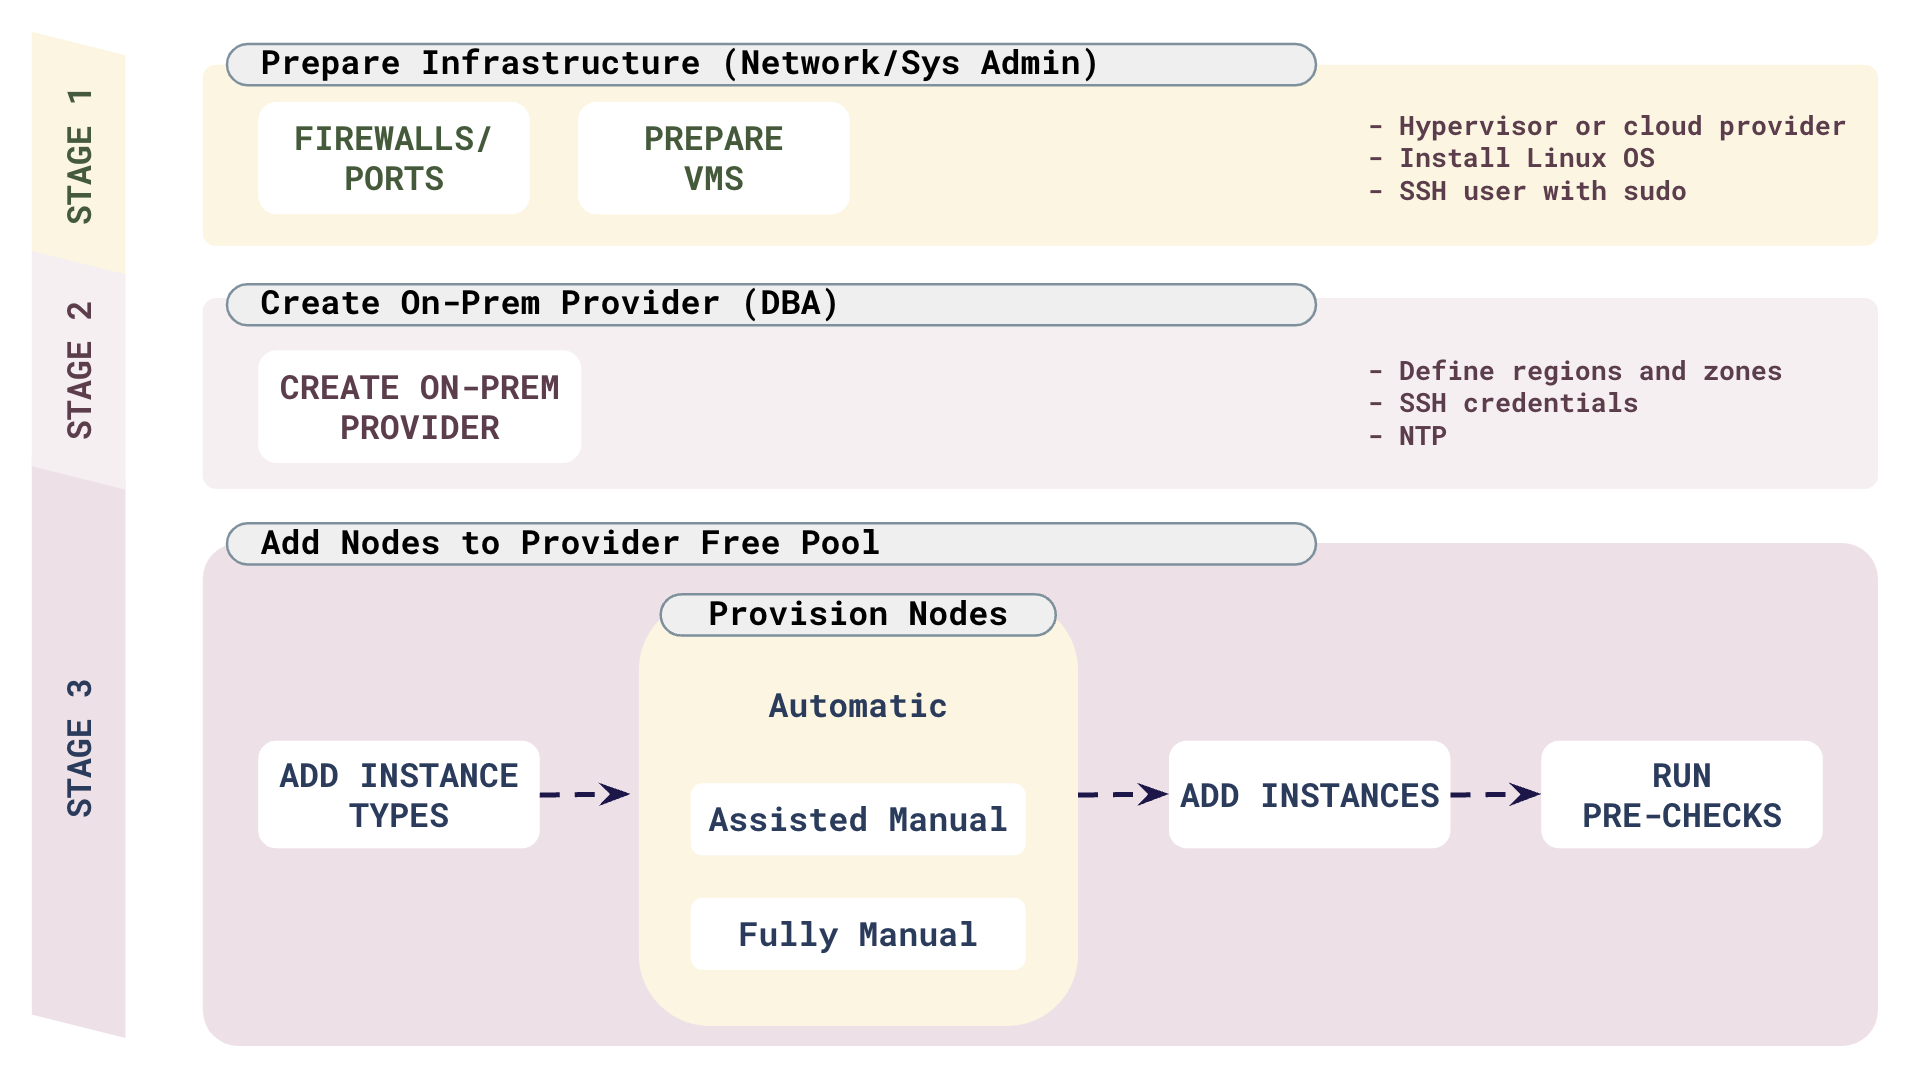 STAGE 1
Prepare Infrastructure (Network/Sys Admin)
FIREWALLS/
PORTS
PREPARE
VMS
- Hypervisor or cloud provider
- Install Linux OS
- SSH user with sudo
STAGE 2
Create On-Prem Provider (DBA)
CREATE ON-PREM
PROVIDER
- Define regions and zones
- SSH credentials
- NTP
STAGE 3
Add Nodes to Provider Free Pool
ADD INSTANCE
TYPES
Provision Nodes
Automatic
Assisted Manual
Fully Manual
ADD INSTANCES
RUN
PRE-CHECKS